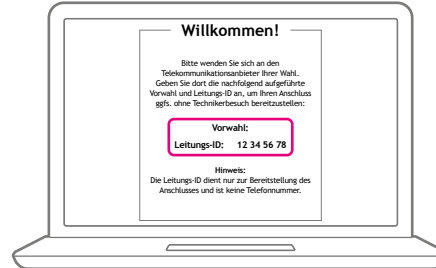 Willkommen!
Bitte wenden Sie sich an den
Telekommunikationsanbieter Ihrer Wahl.
Geben Sie dort die nachfolgend aufgeführte
Vorwahl und Leitungs-ID an, um Ihren Anschluss
ggfs. ohne Technikerbesuch bereitzustellen:
Vorwahl:
Leitungs-ID: 12 34 56 78
Hinweis:
Die Leitungs-ID dient nur zur Bereitstellung des
Anschlusses und ist keine Telefonnummer.